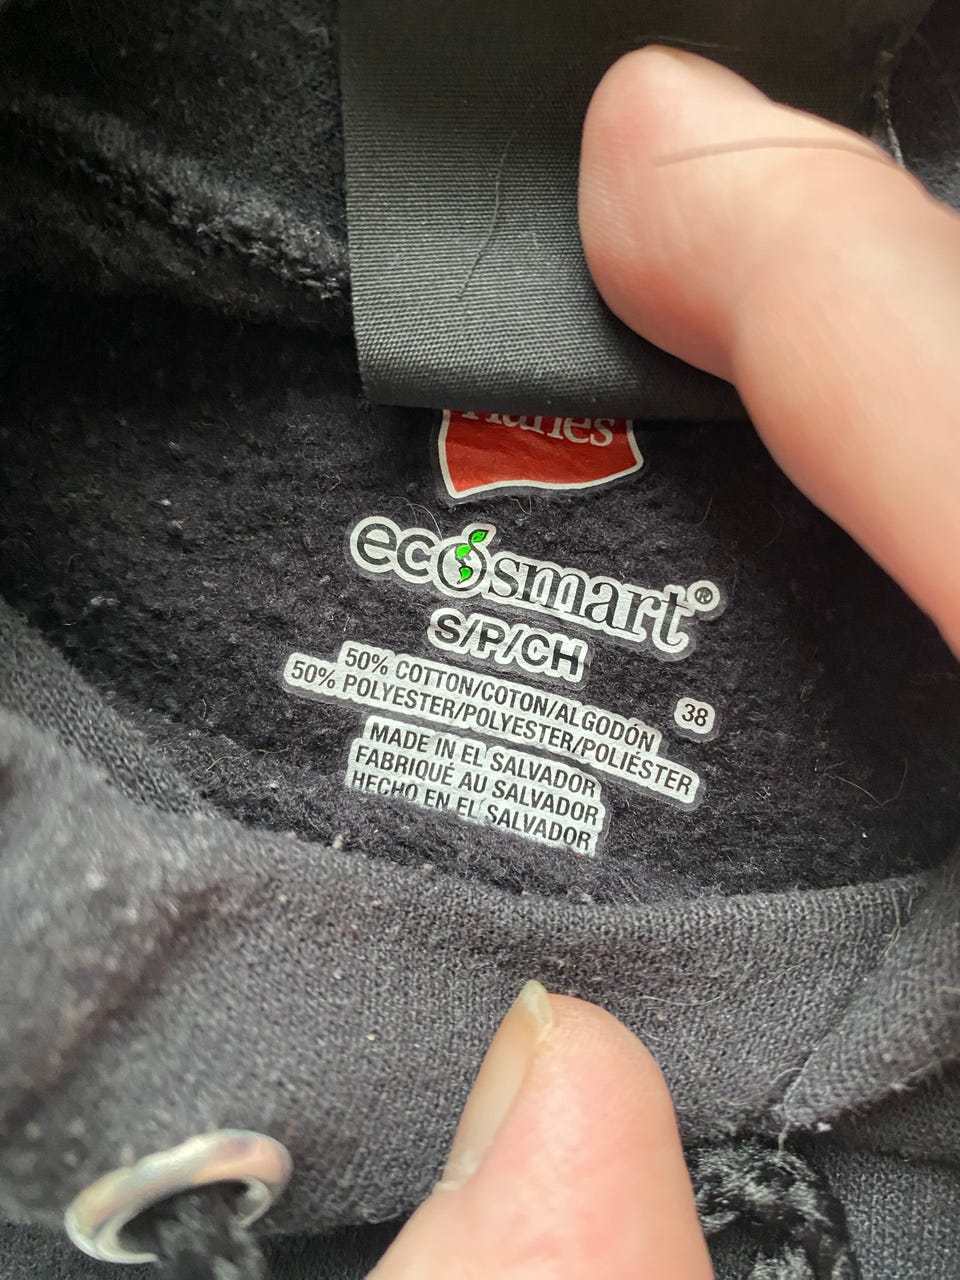 Hanes
ecosmart®
S/P/CH
50% COTTON/COTON/ALGODÓN
50% POLYESTER/POLYESTER/POLIÉSTER
38
MADE IN EL SALVADOR
FABRIQUÉ AU SALVADOR
HECHO EN EL SALVADOR